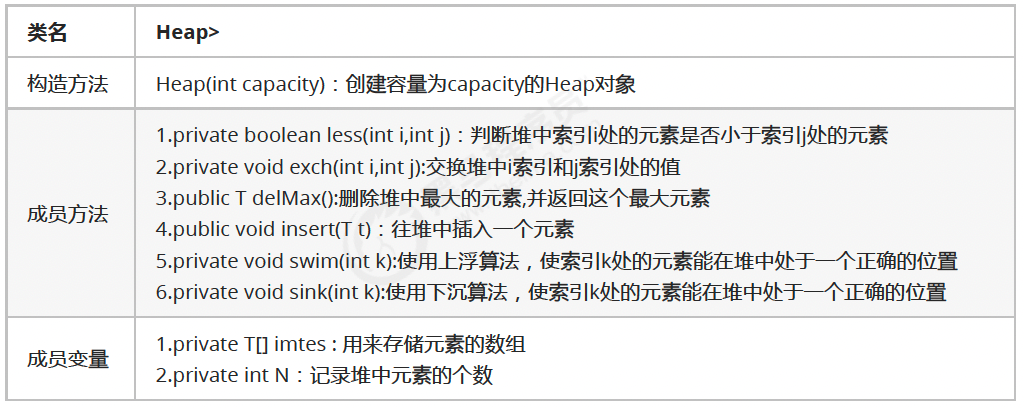 类名
Heap>
构造方法
Heap(int capacity)：创建容量为capacity的Heap对象
成员方法
1.private boolean less(int i,int j)：判断堆中索引i处的元素是否小于索引j处的元素
2.private void exch(int i,int j):交换堆中i索引和j索引处的值
3.public T delMax():删除堆中最大的元素,并返回这个最大元素
4.public void insert(T t)：往堆中插入一个元素
5.private void swim(int k):使用上浮算法，使索引k处的元素能在堆中处于一个正确的位置
6.private void sink(int k):使用下沉算法，使索引k处的元素能在堆中处于一个正确的位置
成员变量
1.private T[] imtes : 用来存储元素的数组
2.private int N：记录堆中元素的个数